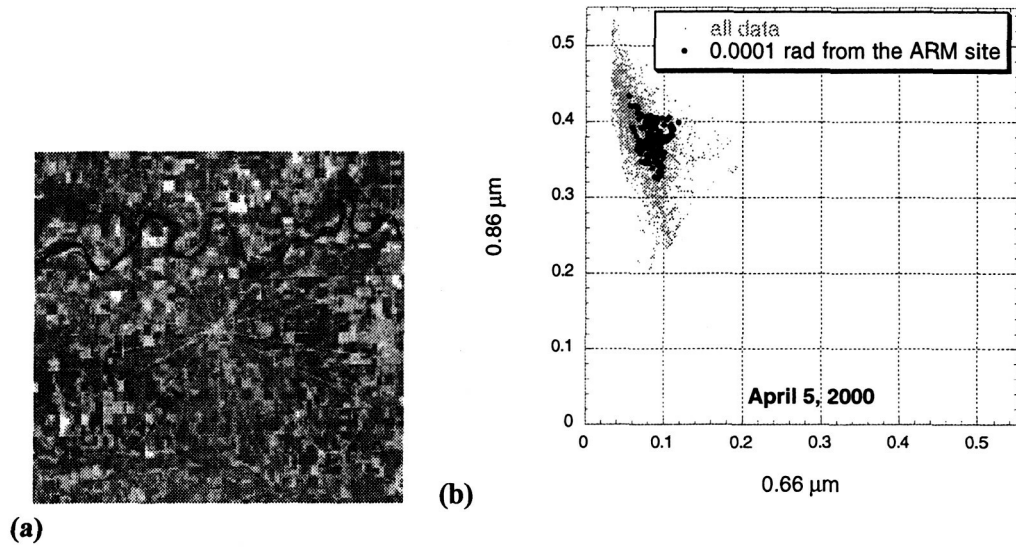 (a)
(b)
all data
0.0001 rad from the ARM site
0.86 µm
0.5
0.4
0.3
0.2
0.1
0
April 5, 2000
0 0.1 0.2 0.3 0.4 0.5
0.66 µm